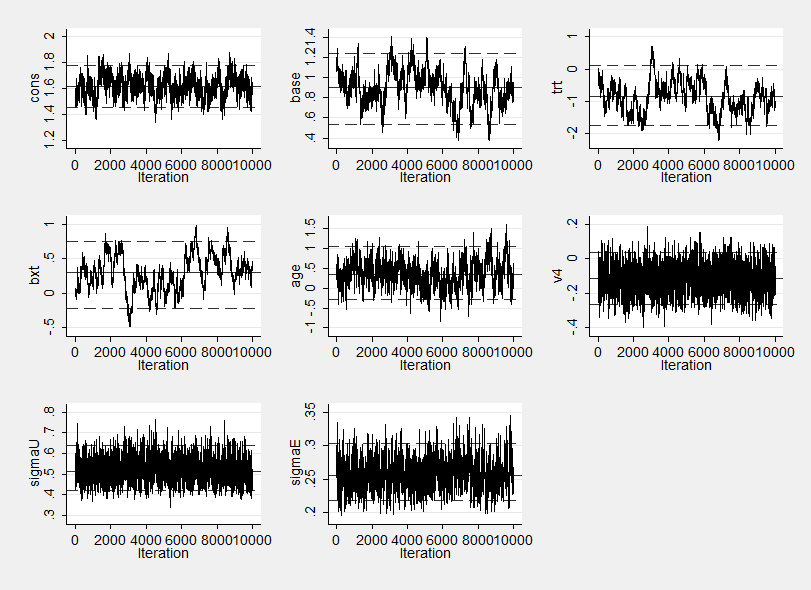 cons
1.2 1.4 1.6 1.8 2
0 2000 4000 6000 8000 10000
Iteration
base
.4 .6 .8 1 1.2 1.4
0 2000 4000 6000 8000 10000
Iteration
trt
-2 -1 0 1
0 2000 4000 6000 8000 10000
Iteration
bxt
-.5 0 .5 1
0 2000 4000 6000 8000 10000
Iteration
age
-1 -.5 0 .5 1 1.5
0 2000 4000 6000 8000 10000
Iteration
v4
-.4 -.2 0 .2
0 2000 4000 6000 8000 10000
Iteration
sigmaU
.3 .4 .5 .6 .7 .8
0 2000 4000 6000 8000 10000
Iteration
sigmaE
.2 .25 .3 .35
0 2000 4000 6000 8000 10000
Iteration